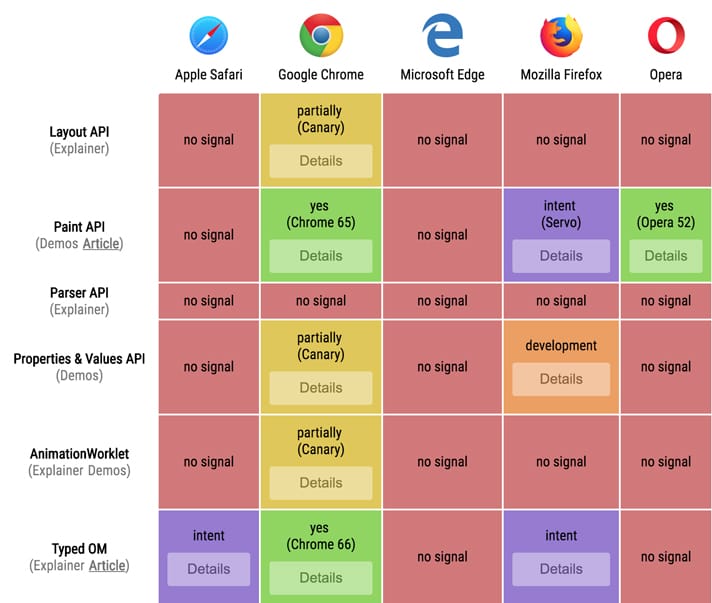 Apple Safari Google Chrome Microsoft Edge Mozilla Firefox Opera
Layout API
(Explainer)
no signal
partially
(Canary)
Details
no signal
no signal
no signal
Paint API
(Demos Article)
no signal
yes
(Chrome 65)
Details
no signal
intent
(Servo)
Details
yes
(Opera 52)
Details
Parser API
(Explainer)
no signal
no signal
no signal
no signal
no signal
Properties & Values API
(Demos)
no signal
partially
(Canary)
Details
no signal
development
Details
no signal
AnimationWorklet
(Explainer Demos)
no signal
partially
(Canary)
Details
no signal
no signal
no signal
Typed OM
(Explainer Article)
intent
Details
yes
(Chrome 66)
Details
no signal
intent
Details
no signal